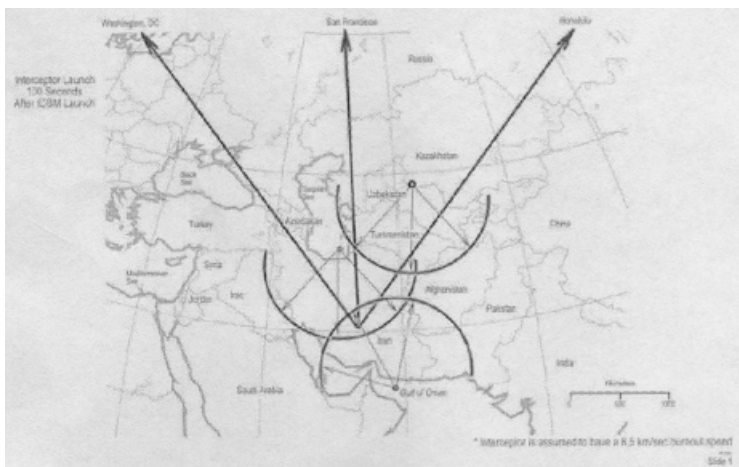 Washington, DC
San Francisco
Honolulu
Russia
Interceptor Launch
100 Seconds
After ICBM Launch
Kazakhstan
Black
Sea
Caspian
Sea
Uzbekistan
Turkey
Azerbaijan
Turkmenistan
China
Syria
Mediterranean
Sea
Jordan
Iraq
Afghanistan
Pakistan
Iran
India
Saudi Arabia
Gulf of Oman
Kilometers
0
500
1000
* Interceptor is assumed to have a 6.5 km/sec burnout speed
Slide 1